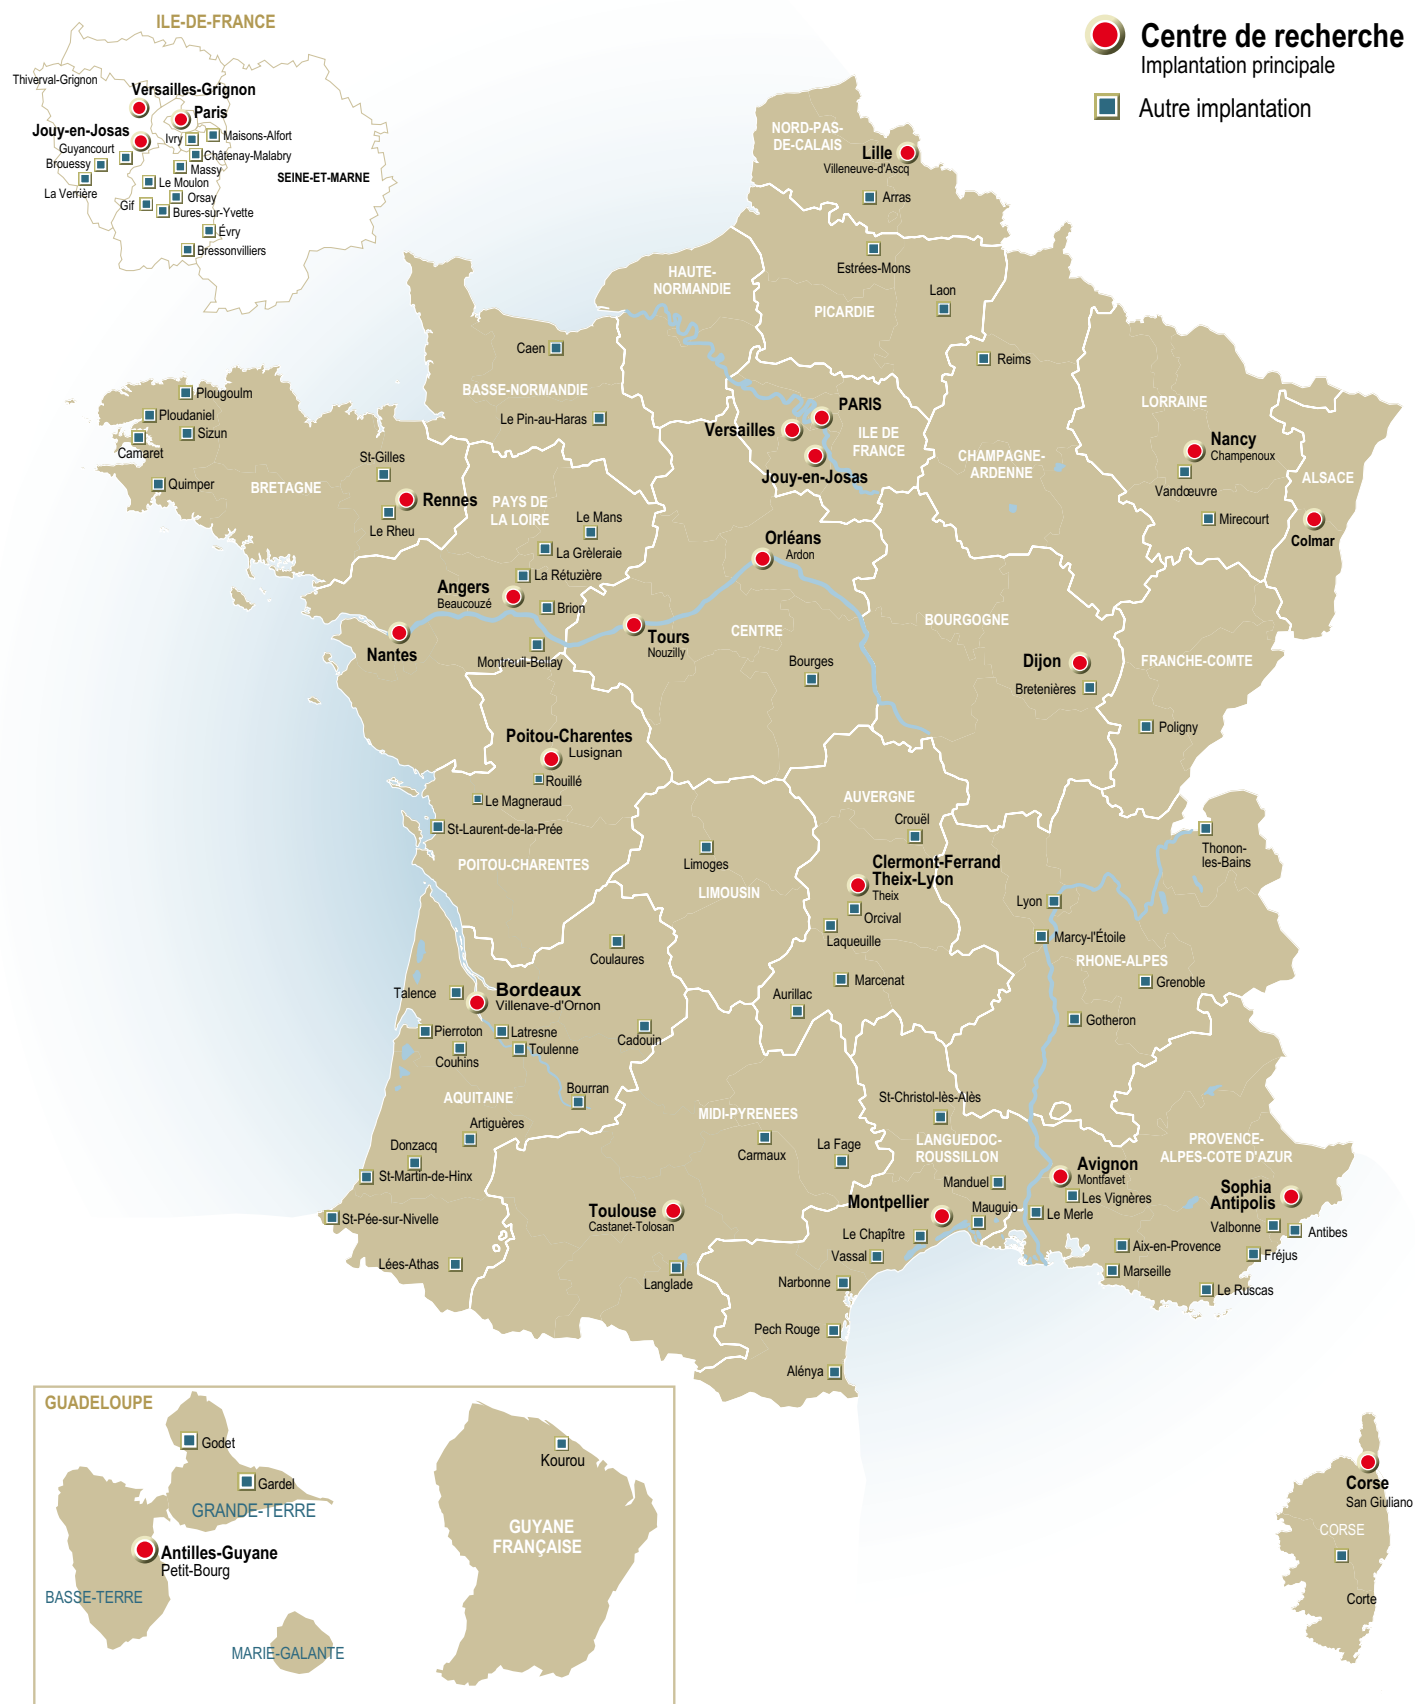 ILE-DE-FRANCE
Thiverval-Grignon
Versailles-Grignon
Paris
Jouy-en-Josas
Ivry
Maisons-Alfort
Guyancourt
Châtenay-Malabry
Brouessy
Massy
SEINE-ET-MARNE
La Verrière
Le Moulon
Orsay
Gif
Bures-sur-Yvette
Évry
Bressonvilliers
Centre de recherche
Implantation principale
Autre implantation
NORD-PAS-
DE-CALAIS
Lille
Villeneuve-d'Ascq
Arras
Estrées-Mons
HAUTE-
NORMANDIE
Laon
PICARDIE
Caen
Reims
BASSE-NORMANDIE
Le Pin-au-Haras
Plougoulm
Ploudaniel
Sizun
Camaret
Quimper
BRETAGNE
St-Gilles
Rennes
Le Rheu
PARIS
Versailles
ILE DE
FRANCE
Jouy-en-Josas
CHAMPAGNE-
ARDENNE
LORRAINE
Nancy
Champenoux
Vandœuvre
Mirecourt
ALSACE
Colmar
PAYS DE
LA LOIRE
Le Mans
La Grèleraie
La Rétuzière
Angers
Beaucouzé
Brion
Nantes
Montreuil-Bellay
Orléans
Ardon
Tours
Nouzilly
CENTRE
Bourges
BOURGOGNE
Dijon
Bretenières
FRANCHE-COMTE
Poligny
Poitou-Charentes
Lusignan
Rouillé
Le Magneraud
St-Laurent-de-la-Prée
POITOU-CHARENTES
Limoges
LIMOUSIN
AUVERGNE
Crouël
Clermont-Ferrand
Theix-Lyon
Theix
Orcival
Laqueuille
Marcenat
Aurillac
Thonon-
les-Bains
Lyon
Marcy-l'Étoile
RHONE-ALPES
Grenoble
Gotheron
Coulaures
Talence
Bordeaux
Villenave-d'Ornon
Pierroton
Latresne
Couhins
Toulenne
Cadouin
Bourran
AQUITAINE
Artiguères
Donzacq
St-Martin-de-Hinx
St-Pée-sur-Nivelle
Lées-Athas
MIDI-PYRENEES
Carmaux
La Fage
Toulouse
Castanet-Tolosan
Langlade
St-Christol-lès-Alès
LANGUEDOC-
ROUSSILLON
Manduel
Montpellier
Mauguio
Le Chapître
Vassal
Narbonne
Pech Rouge
Alénya
PROVENCE-
ALPES-COTE D'AZUR
Avignon
Montfavet
Les Vignères
Le Merle
Sophia
Antipolis
Valbonne
Antibes
Aix-en-Provence
Fréjus
Marseille
Le Ruscas
GUADELOUPE
Godet
Gardel
GRANDE-TERRE
Antilles-Guyane
Petit-Bourg
BASSE-TERRE
MARIE-GALANTE
Kourou
GUYANE
FRANÇAISE
Corse
San Giuliano
CORSE
Corte